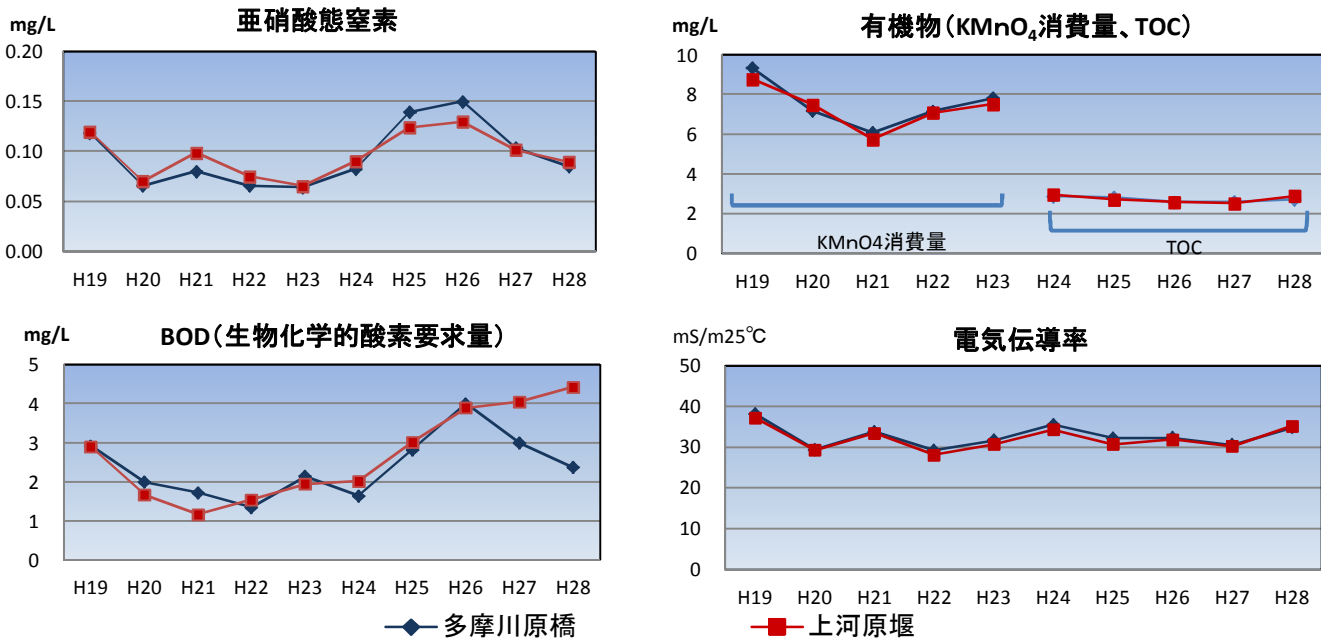 mg/L
亜硝酸態窒素
0.20
0.15
0.10
0.05
0.00
H19 H20 H21 H22 H23 H24 H25 H26 H27 H28
mg/L
有機物（KMnO₄消費量、TOC）
10
8
6
4
2
0
KMnO4消費量
TOC
H19 H20 H21 H22 H23 H24 H25 H26 H27 H28
mg/L
BOD（生物化学的酸素要求量）
5
4
3
2
1
0
H19 H20 H21 H22 H23 H24 H25 H26 H27 H28
mS/m25℃
電気伝導率
50
40
30
20
10
0
H19 H20 H21 H22 H23 H24 H25 H26 H27 H28
多摩川原橋
上河原堰